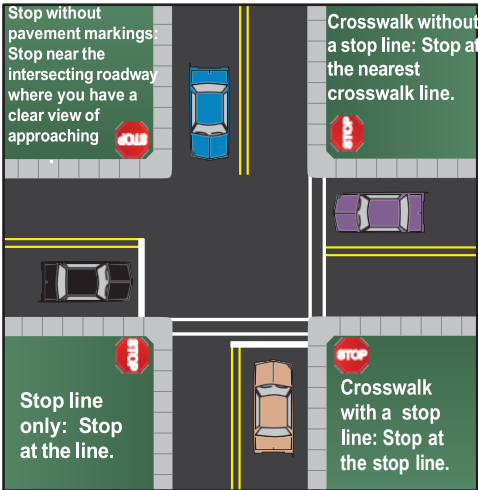 Stop without
pavement markings:
Stop near the
intersecting roadway
where you have a
clear view of
approaching
STOP
Crosswalk without
a stop line: Stop at
the nearest
crosswalk line.
STOP
STOP
Stop line
only: Stop
at the line.
STOP
Crosswalk
with a stop
line: Stop at
the stop line.